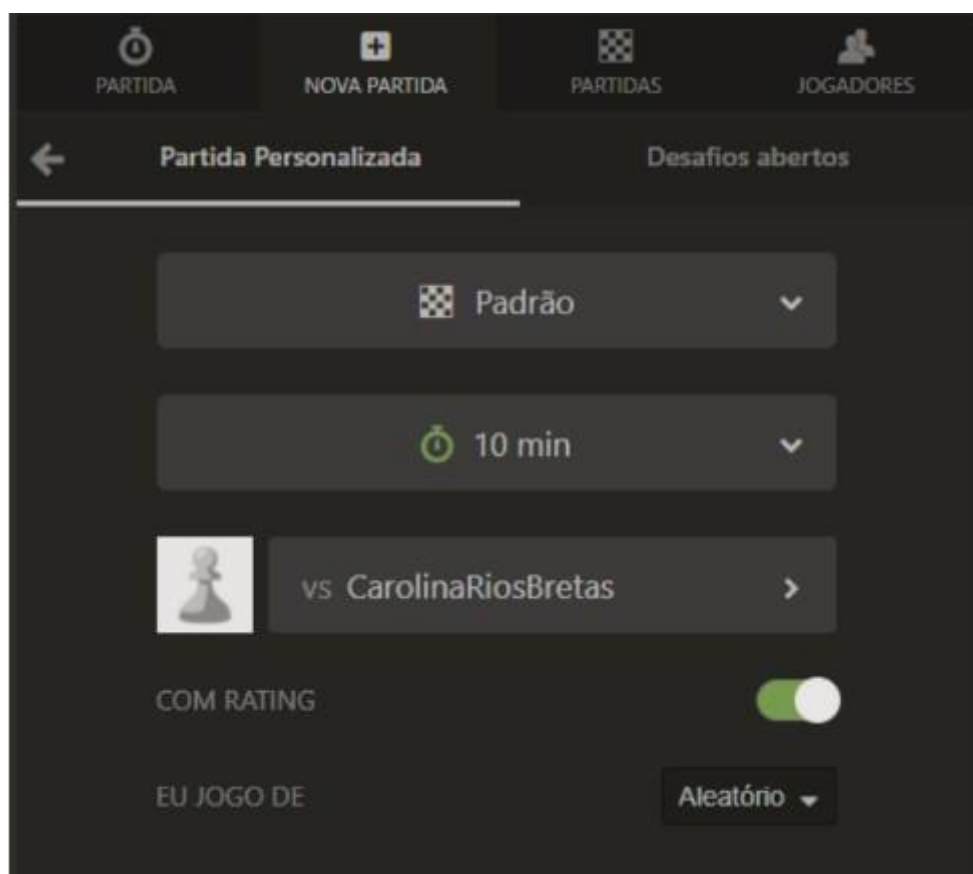 PARTIDA NOVA PARTIDA PARTIDAS JOGADORES
Partida Personalizada Desafios abertos
Padrão
10 min
vs CarolinaRiosBretas
COM RATING
EU JOGO DE Aleatório